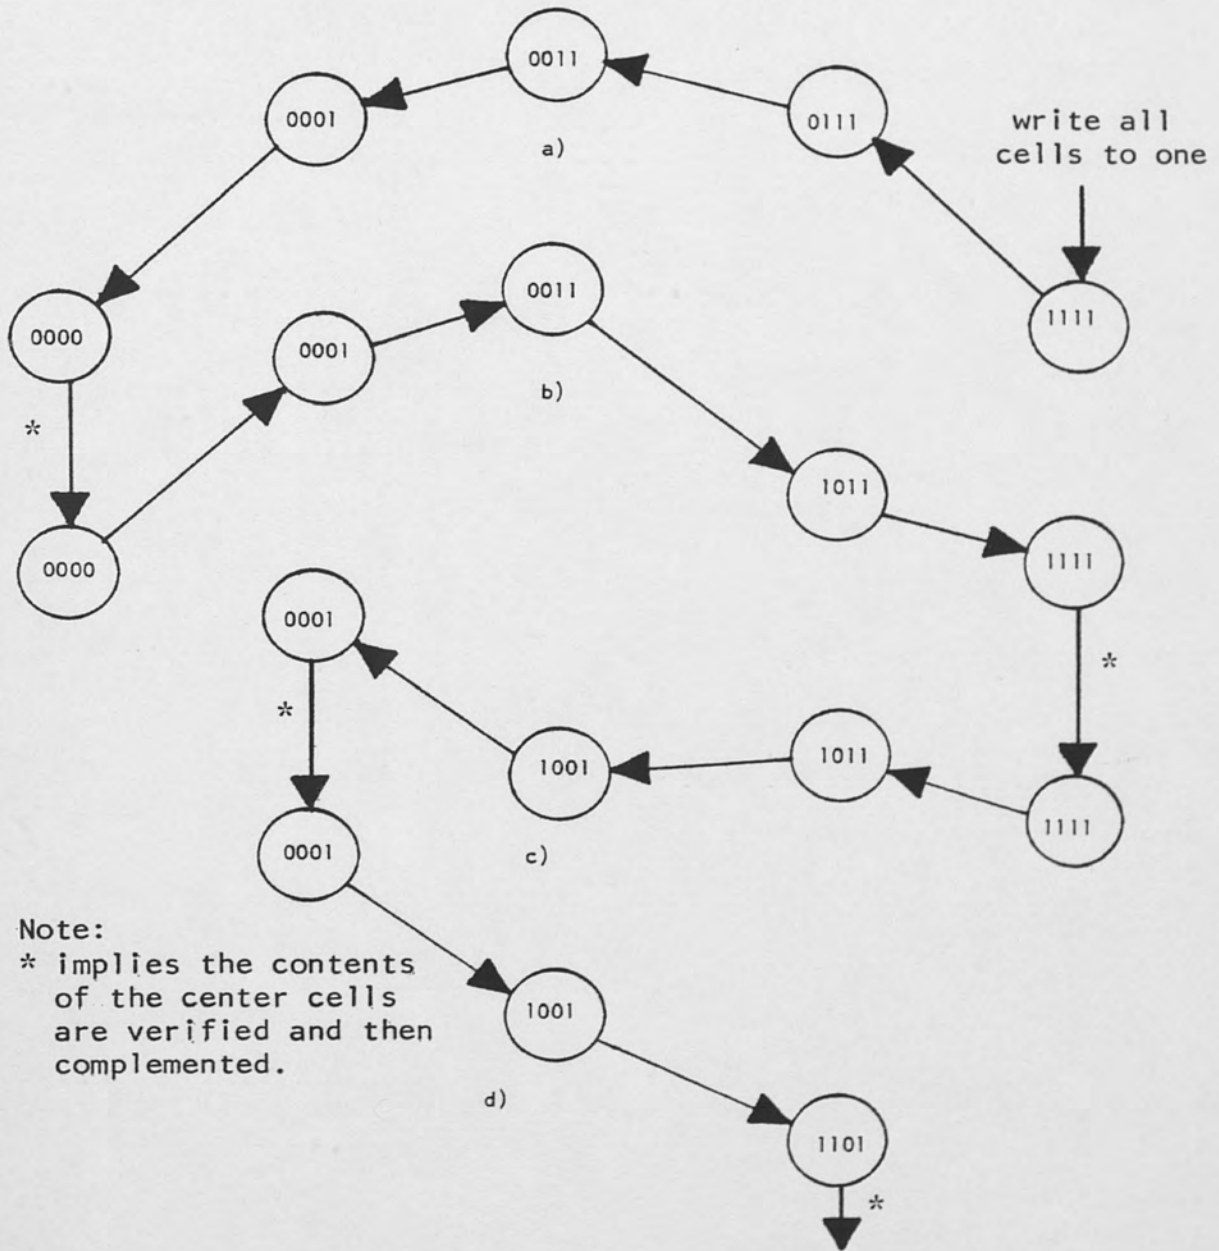 0011
0001
0111
a)
write all
cells to one
0011
0000
0001
1111
b)
*
1011
0000
1111
0001
*
*
1011
1001
1111
0001
c)
Note:
* implies the contents
of the center cells
are verified and then
complemented.
1001
d)
1101
*